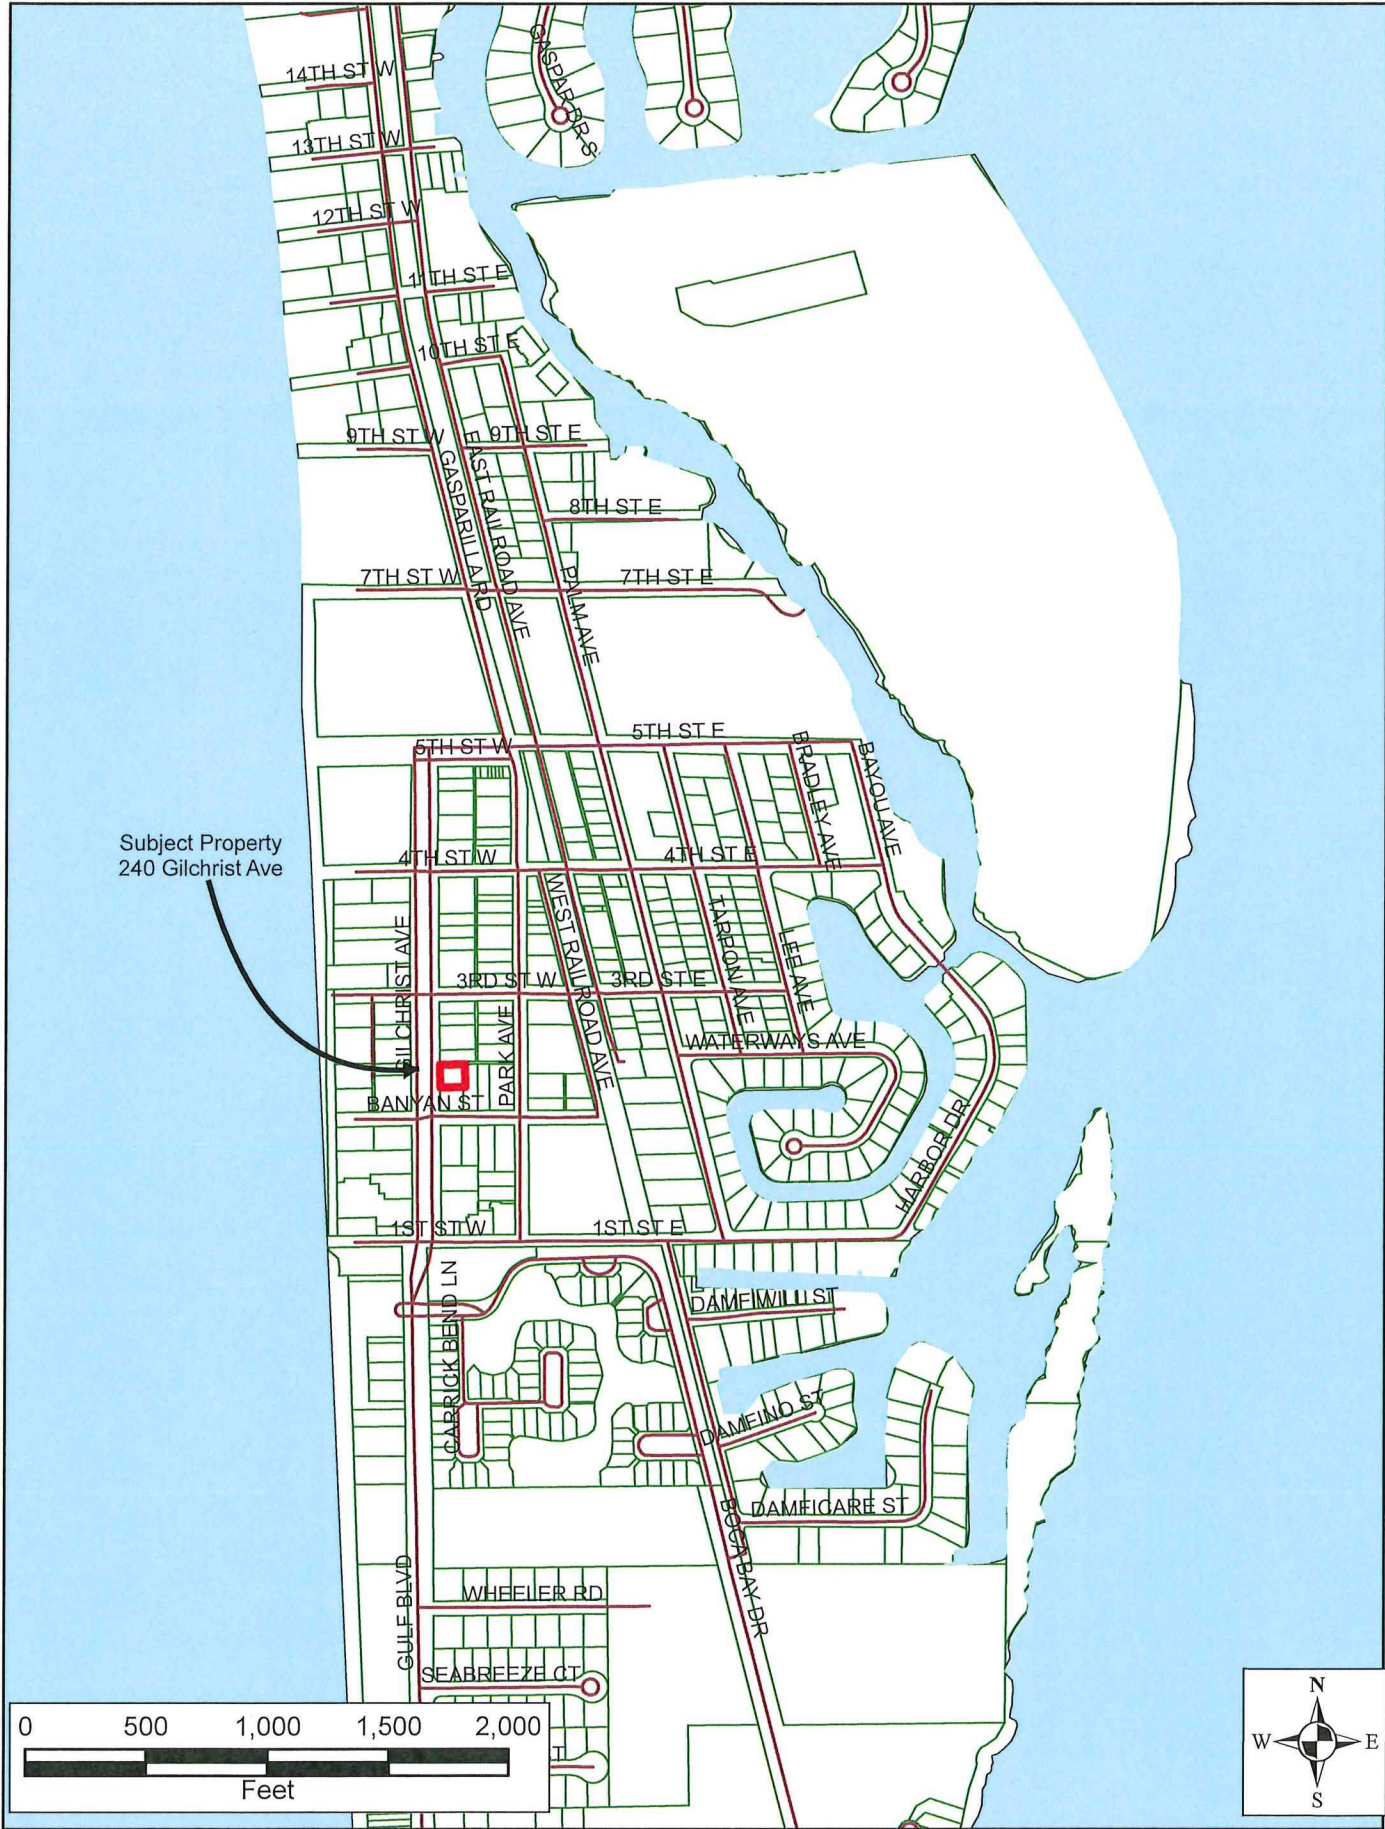 GASPAR DR S
14TH ST W
13TH ST W
12TH ST W
11TH ST E
10TH ST E
9TH ST W
9TH ST E
GASPARILLA RD
EAST RAILROAD AVE
8TH ST E
7TH ST W
7TH ST E
PALM AVE
5TH ST W
5TH ST E
BRADLEY AVE
BAYOU AVE
Subject Property
240 Gilchrist Ave
4TH ST W
4TH ST E
GILCHRIST AVE
WEST RAILROAD AVE
TARPON AVE
LEE AVE
3RD ST W
3RD ST E
PARK AVE
WATERWAYS AVE
BANYAN ST
HARBOR DR
1ST ST W
1ST ST E
CARRICK BEND LN
DAMFIWILL ST
DAMFINO ST
DAMFICARE ST
BOCA BAY DR
GULF BLVD
WHEELER RD
SEABREEZE CT
0 500 1,000 1,500 2,000
Feet
N
W E
S